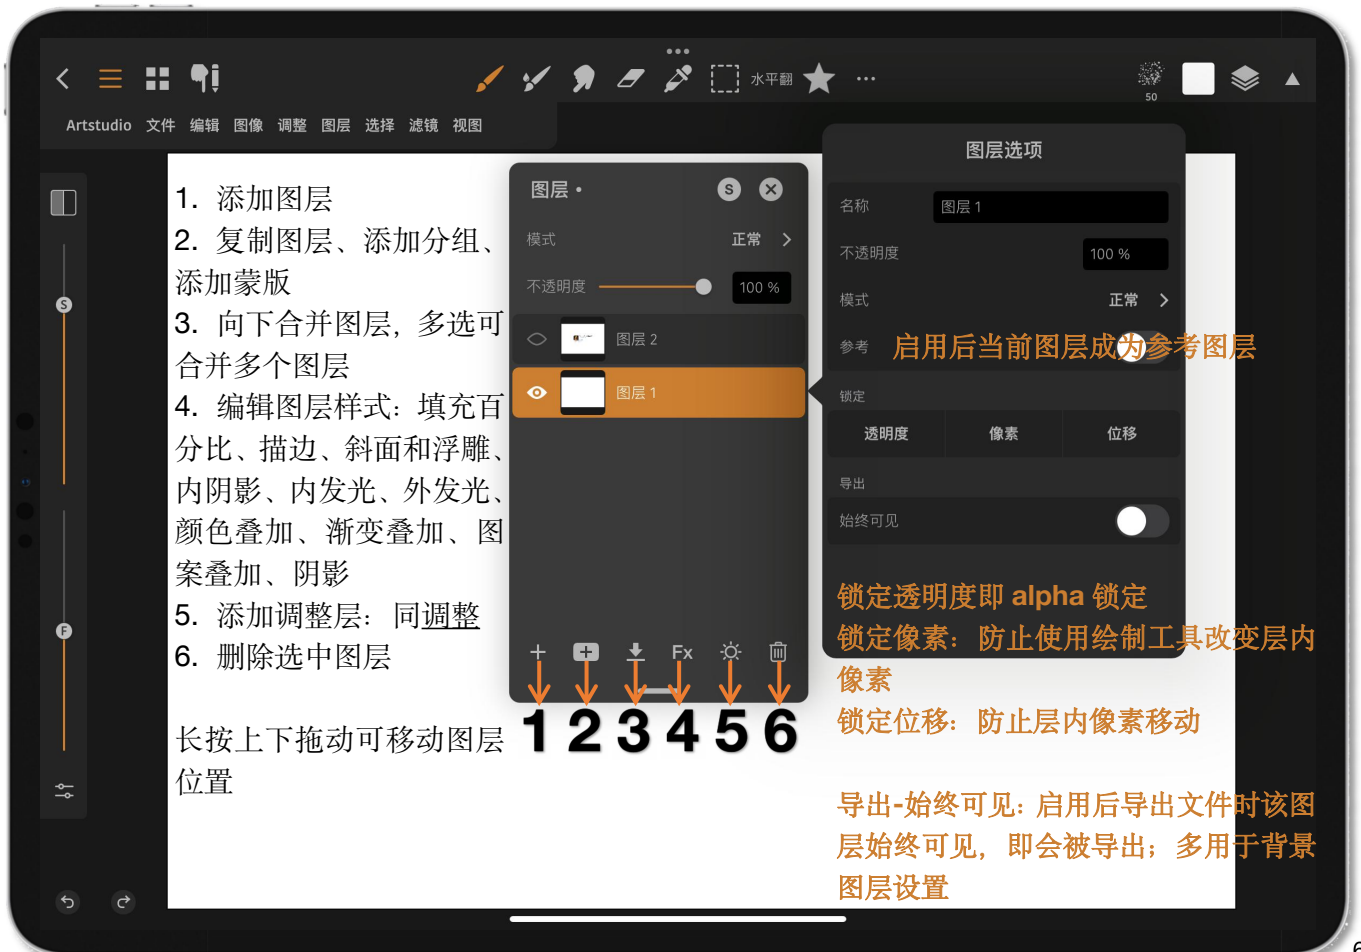 水平翻
50
Artstudio 文件 编辑 图像 调整 图层 选择 滤镜 视图
1. 添加图层
2. 复制图层、添加分组、
添加蒙版
3. 向下合并图层，多选可
合并多个图层
4. 编辑图层样式：填充百
分比、描边、斜面和浮雕、
内阴影、内发光、外发光、
颜色叠加、渐变叠加、图
案叠加、阴影
5. 添加调整层：同调整
6. 删除选中图层
长按上下拖动可移动图层
位置
S
F
图层 •
S
模式 正常
不透明度 100 %
图层 2
图层 1
Fx
1 2 3 4 5 6
图层选项
名称 图层 1
不透明度 100 %
模式 正常
参考 启用后当前图层成为参考图层
锁定
透明度 像素 位移
导出
始终可见
锁定透明度即 alpha 锁定
锁定像素：防止使用绘制工具改变层内
像素
锁定位移：防止层内像素移动
导出-始终可见：启用后导出文件时该图
层始终可见，即会被导出；多用于背景
图层设置